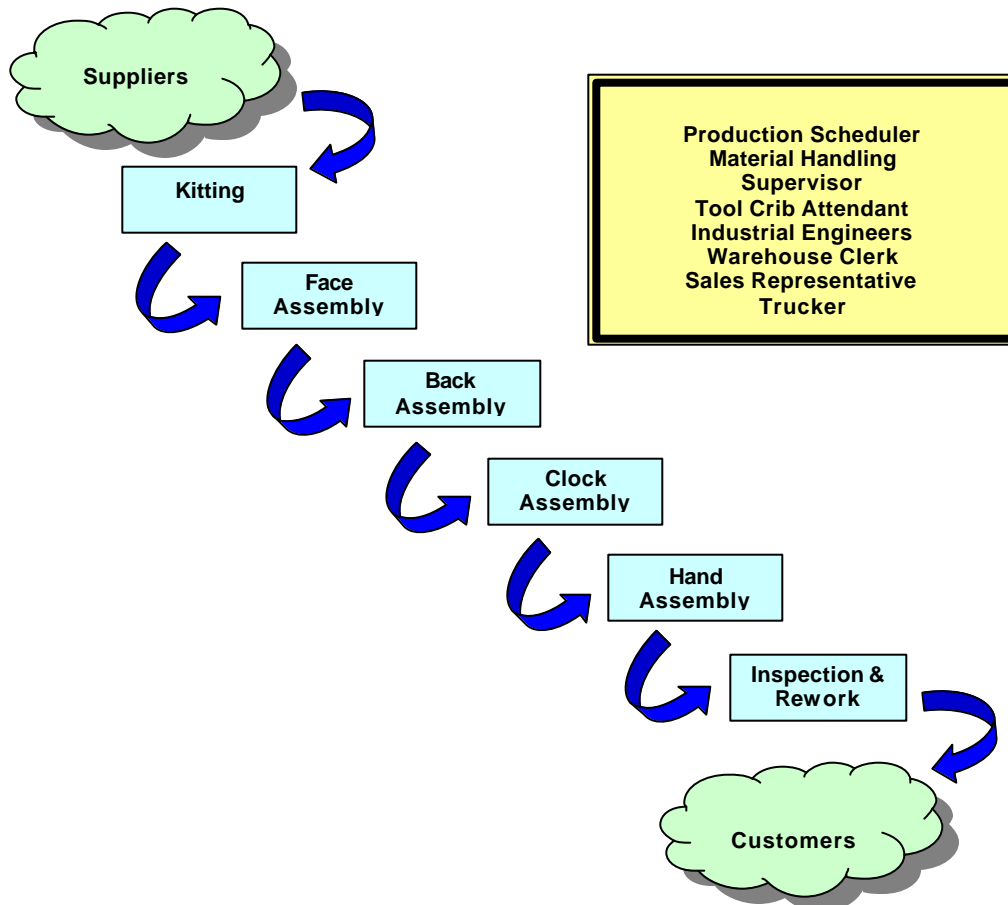 Suppliers
Production Scheduler
Material Handling
Supervisor
Tool Crib Attendant
Industrial Engineers
Warehouse Clerk
Sales Representative
Trucker
Kitting
Face
Assembly
Back
Assembly
Clock
Assembly
Hand
Assembly
Inspection &
Rework
Customers